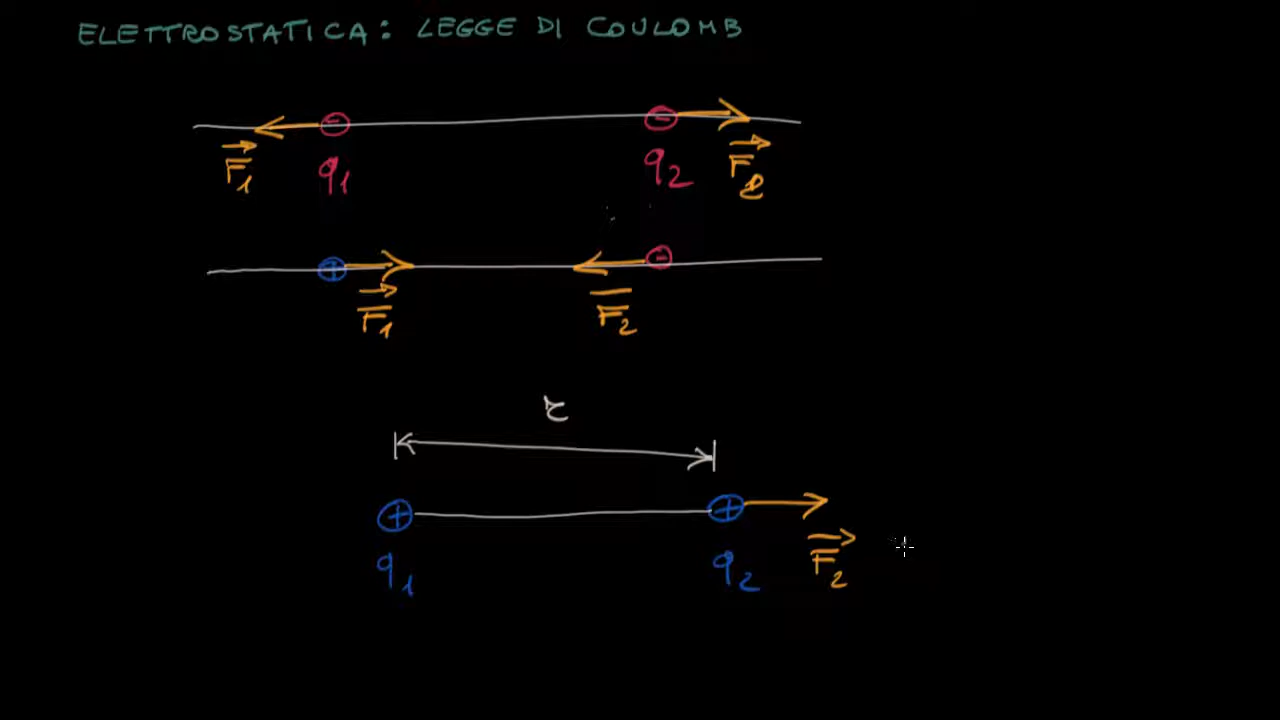 ELETTROSTATICA: LEGGE DI COULOMB
- -
F1 q1 q2 F2
+ -
F1 F2
r
+ +
q1 q2 F2